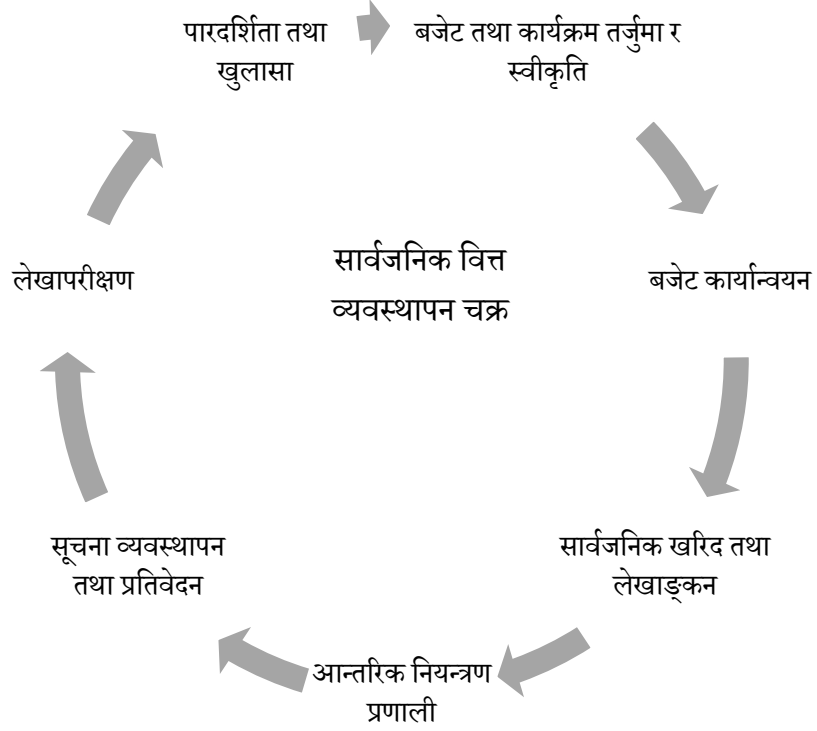 पारदर्शिता तथा
खुलासा
बजेट तथा कार्यक्रम तर्जुमा र
स्वीकृति
लेखापरीक्षण
सार्वजनिक वित्त
व्यवस्थापन चक्र
बजेट कार्यान्वयन
सूचना व्यवस्थापन
तथा प्रतिवेदन
सार्वजनिक खरिद तथा
लेखाङ्कन
आन्तरिक नियन्त्रण
प्रणाली